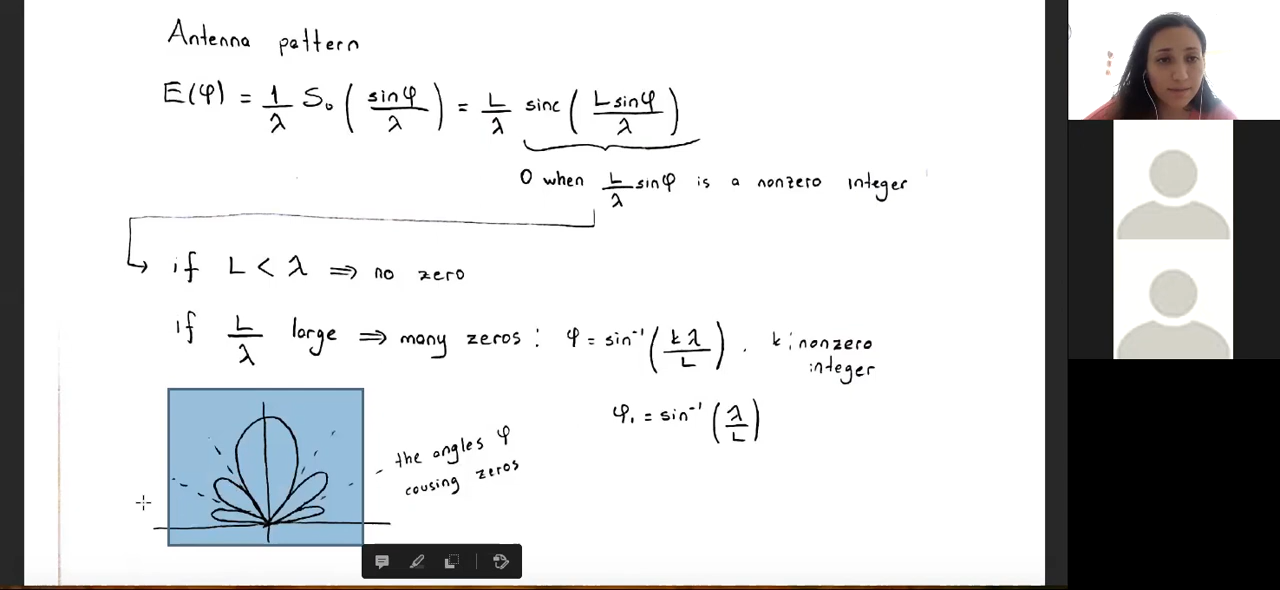 Antenna pattern
E(φ) = 1/λ S₀ (sinφ/λ) = L/λ sinc (L sinφ/λ)
0 when L/λ sinφ is a nonzero integer
if L < λ ⇒ no zero
if L/λ large ⇒ many zeros : φ = sin⁻¹ (kλ/L) . k : nonzero
integer
φ₁ = sin⁻¹ (λ/L)
- the angles φ
causing zeros